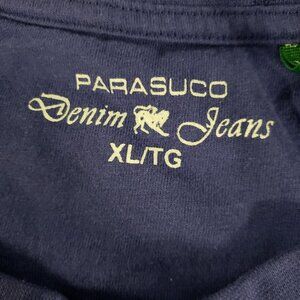 PARASUCO
Denim Jeans
XL/TG